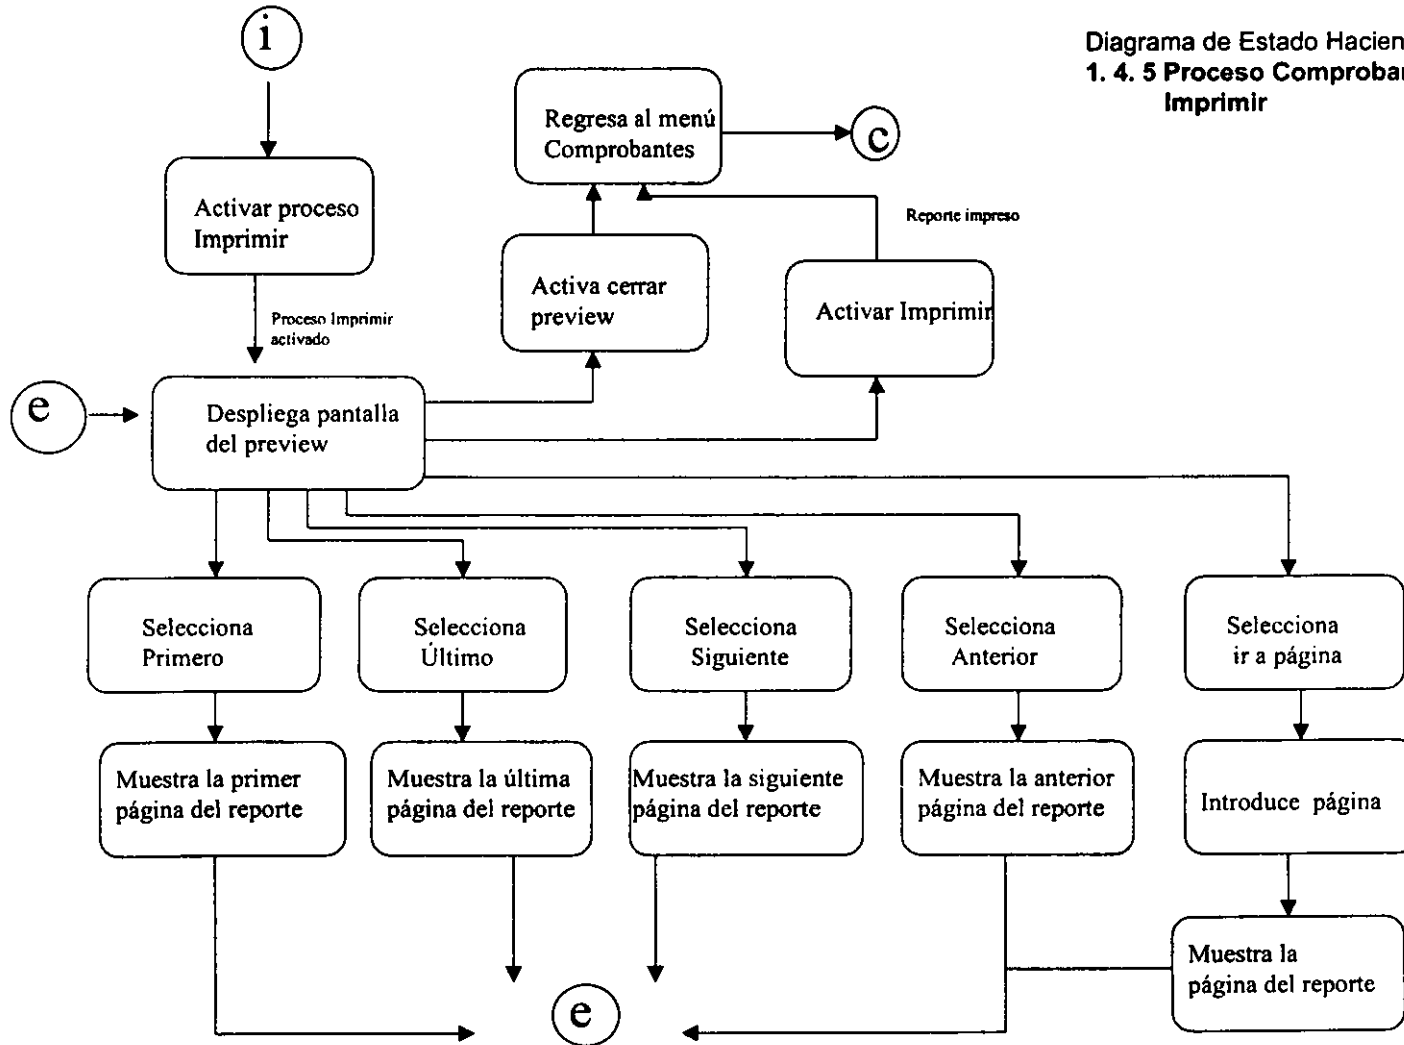 i
Diagrama de Estado Hacien
1. 4. 5 Proceso Comproba
Imprimir
Regresa al menú
Comprobantes
c
Activar proceso
Imprimir
Reporte impreso
Activa cerrar
preview
Activar Imprimir
Proceso Imprimir
activado
e
Despliega pantalla
del preview
Selecciona
Primero
Selecciona
Último
Selecciona
Siguiente
Selecciona
Anterior
Selecciona
ir a página
Muestra la primer
página del reporte
Muestra la última
página del reporte
Muestra la siguiente
página del reporte
Muestra la anterior
página del reporte
Introduce página
Muestra la
página del reporte
e